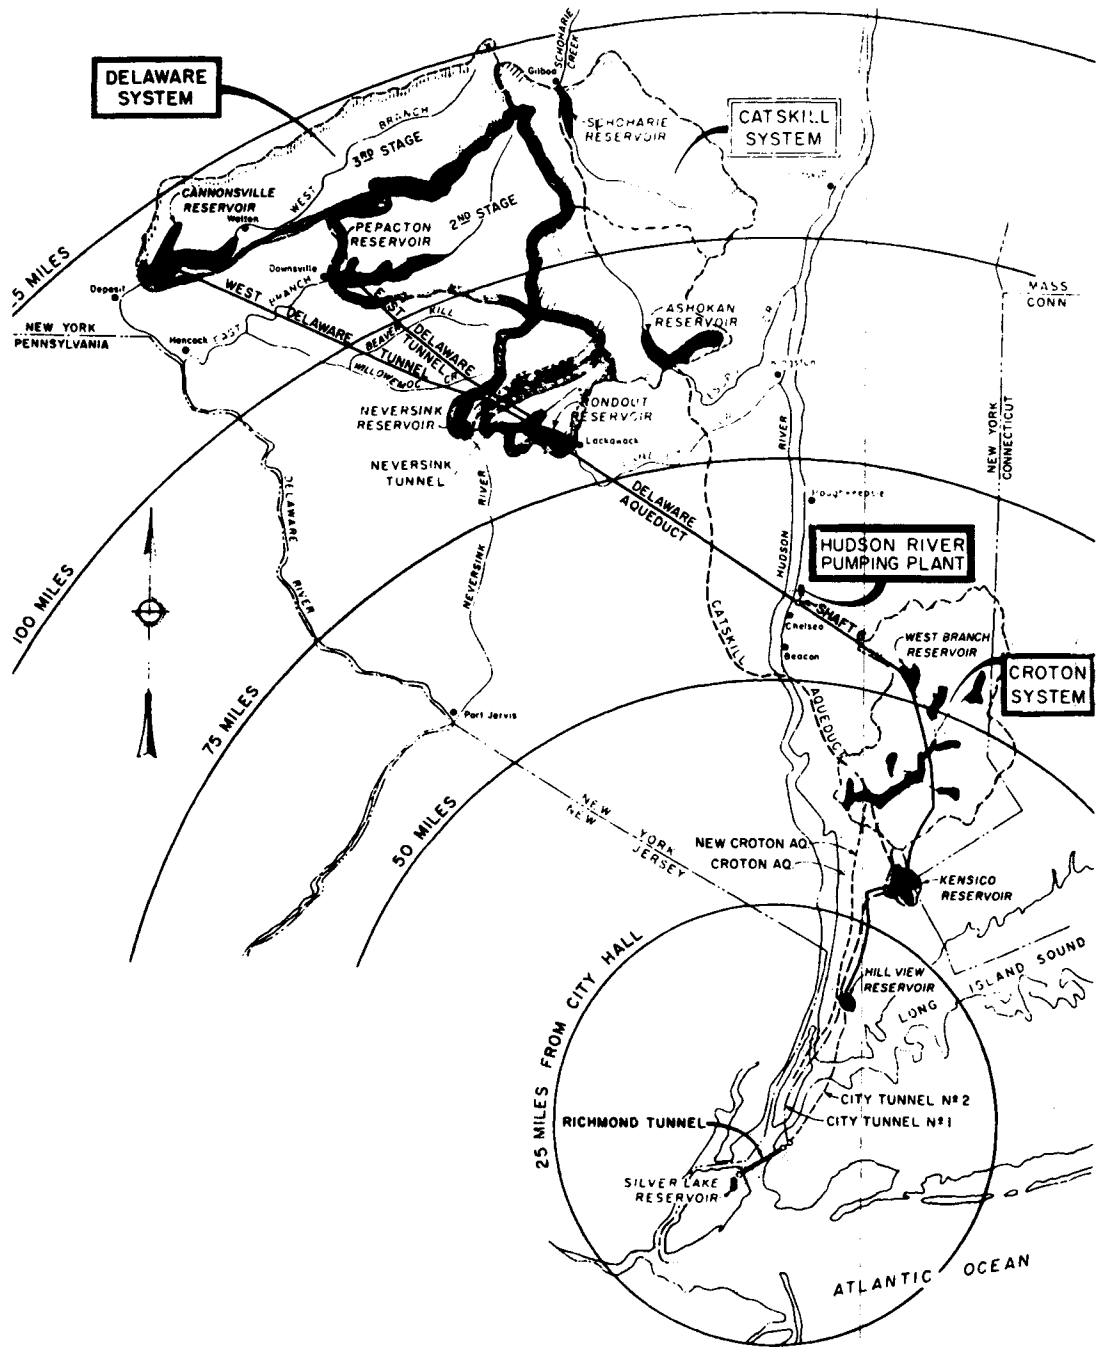 DELAWARE
SYSTEM
SCHOHARIE
CREEK
Gilboa
SCHOHARIE
RESERVOIR
CATSKILL
SYSTEM
WEST
BRANCH
3RD STAGE
CANNONSVILLE
RESERVOIR
Walton
2ND STAGE
PEPACTON
RESERVOIR
Downsville
Deposit
NEW YORK
PENNSYLVANIA
Hancock
EAST
BRANCH
WEST
DELAWARE
TUNNEL
EAST
DELAWARE
TUNNEL
BEAVER
KILL
WILLOWEMOC
CR.
ASHOKAN
RESERVOIR
MASS
CONN
NEVERSINK
RESERVOIR
RONDOUT
RESERVOIR
Lackawack
NEVERSINK
TUNNEL
NEW YORK
CONNECTICUT
DELAWARE
AQUEDUCT
Poughkeepsie
HUDSON
RIVER
HUDSON RIVER
PUMPING PLANT
SHAFT
Chelsea
Beacon
DELAWARE
RIVER
NEVERSINK
RIVER
CATSKILL
AQUEDUCT
WEST BRANCH
RESERVOIR
CROTON
SYSTEM
Port Jervis
5 MILES
100 MILES
75 MILES
50 MILES
NEW YORK
NEW JERSEY
NEW CROTON AQ.
CROTON AQ.
KENSICO
RESERVOIR
25 MILES FROM CITY HALL
HILL VIEW
RESERVOIR
LONG ISLAND SOUND
CITY TUNNEL Nº 2
CITY TUNNEL Nº 1
RICHMOND TUNNEL
SILVER LAKE
RESERVOIR
ATLANTIC OCEAN